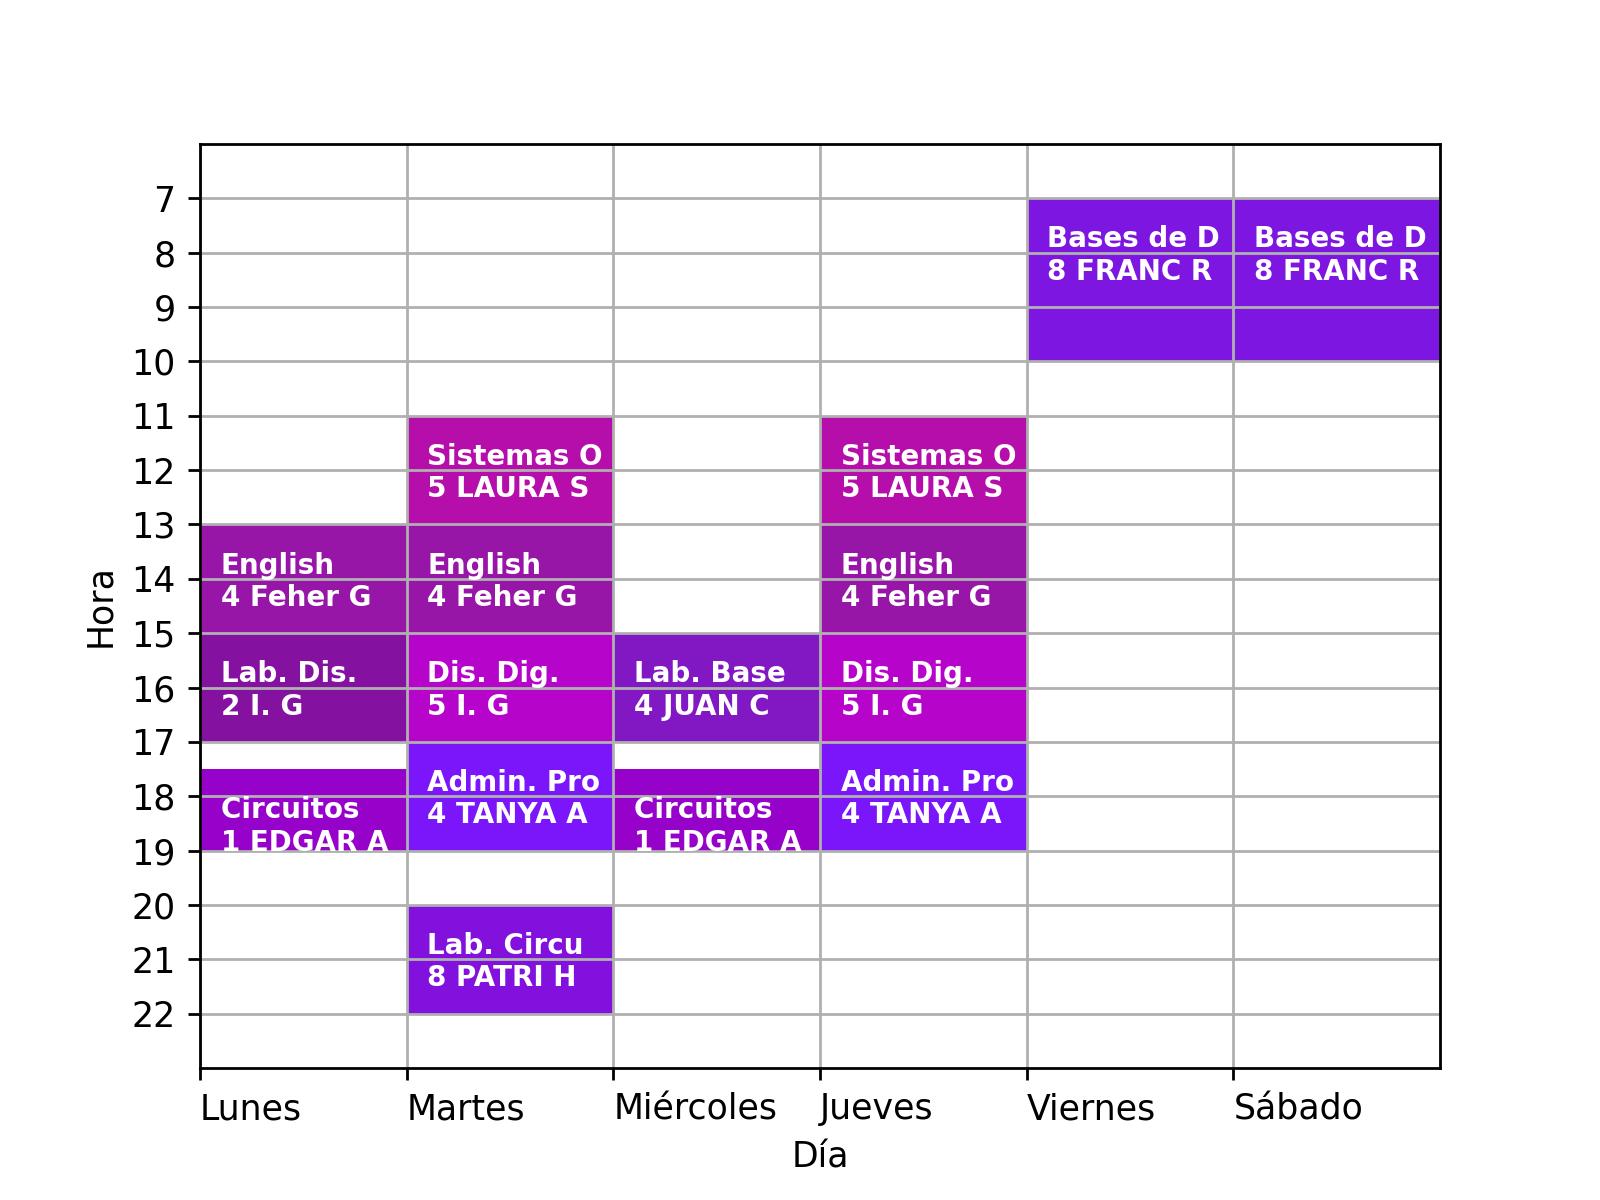 7
8
9
10
11
12
13
14
15
16
17
18
19
20
21
22
Hora
Bases de D
8 FRANC R
Bases de D
8 FRANC R
Sistemas O
5 LAURA S
Sistemas O
5 LAURA S
English
4 Feher G
English
4 Feher G
English
4 Feher G
Lab. Dis.
2 I. G
Dis. Dig.
5 I. G
Lab. Base
4 JUAN C
Dis. Dig.
5 I. G
Circuitos
1 EDGAR A
Admin. Pro
4 TANYA A
Circuitos
1 EDGAR A
Admin. Pro
4 TANYA A
Lab. Circu
8 PATRI H
Lunes
Martes
Miércoles
Jueves
Viernes
Sábado
Día